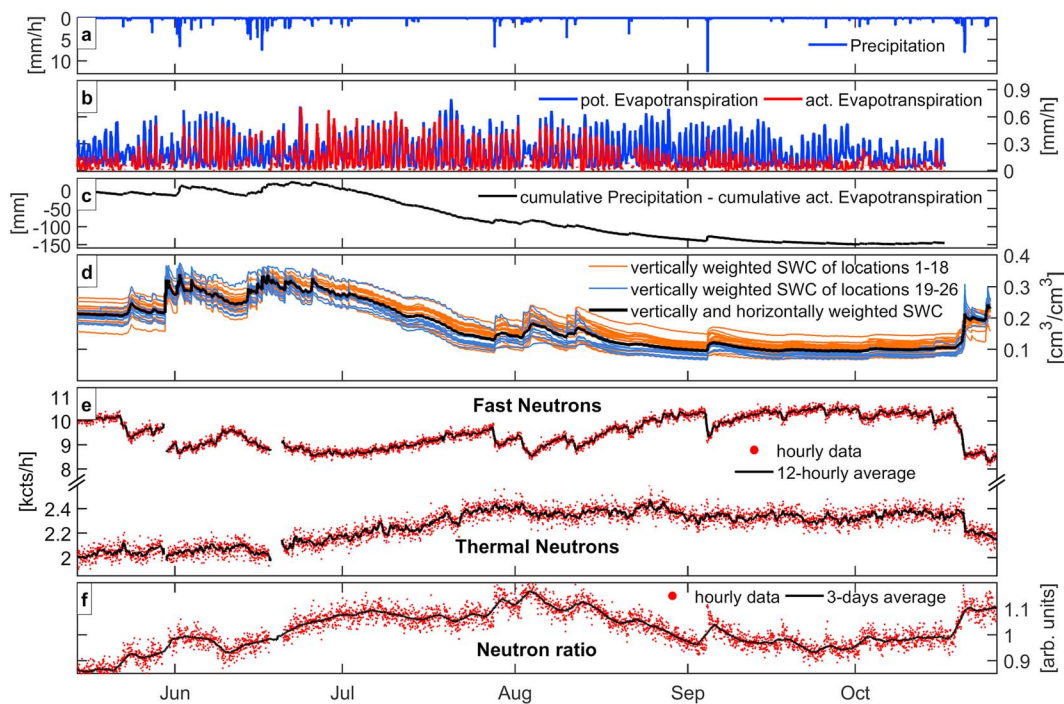 0
5
10
[mm/h]
a
Precipitation
b
pot. Evapotranspiration
act. Evapotranspiration
0.9
0.6
0.3
0
[mm/h]
0
-50
-100
-150
[mm]
c
cumulative Precipitation - cumulative act. Evapotranspiration
d
vertically weighted SWC of locations 1-18
vertically weighted SWC of locations 19-26
vertically and horizontally weighted SWC
0.4
0.3
0.2
0.1
[cm³/cm³]
e
11
10
9
8
2.4
2.2
2
[kcts/h]
Fast Neutrons
hourly data
12-hourly average
Thermal Neutrons
f
hourly data
3-days average
Neutron ratio
1.1
1
0.9
[arb. units]
Jun Jul Aug Sep Oct